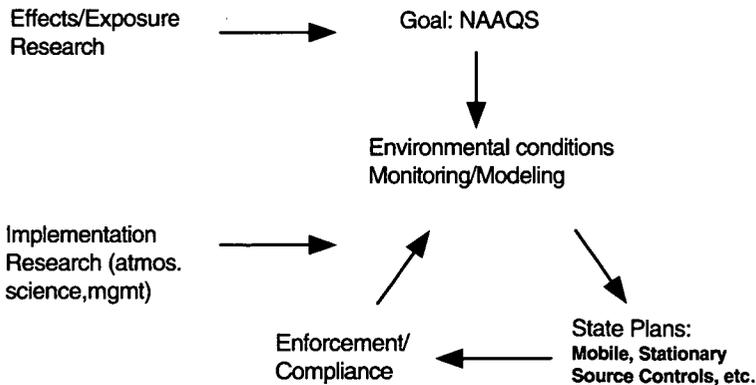 Effects/Exposure
Research
Goal: NAAQS
Environmental conditions
Monitoring/Modeling
Implementation
Research (atmos.
science,mgmt)
Enforcement/
Compliance
State Plans:
Mobile, Stationary
Source Controls, etc.